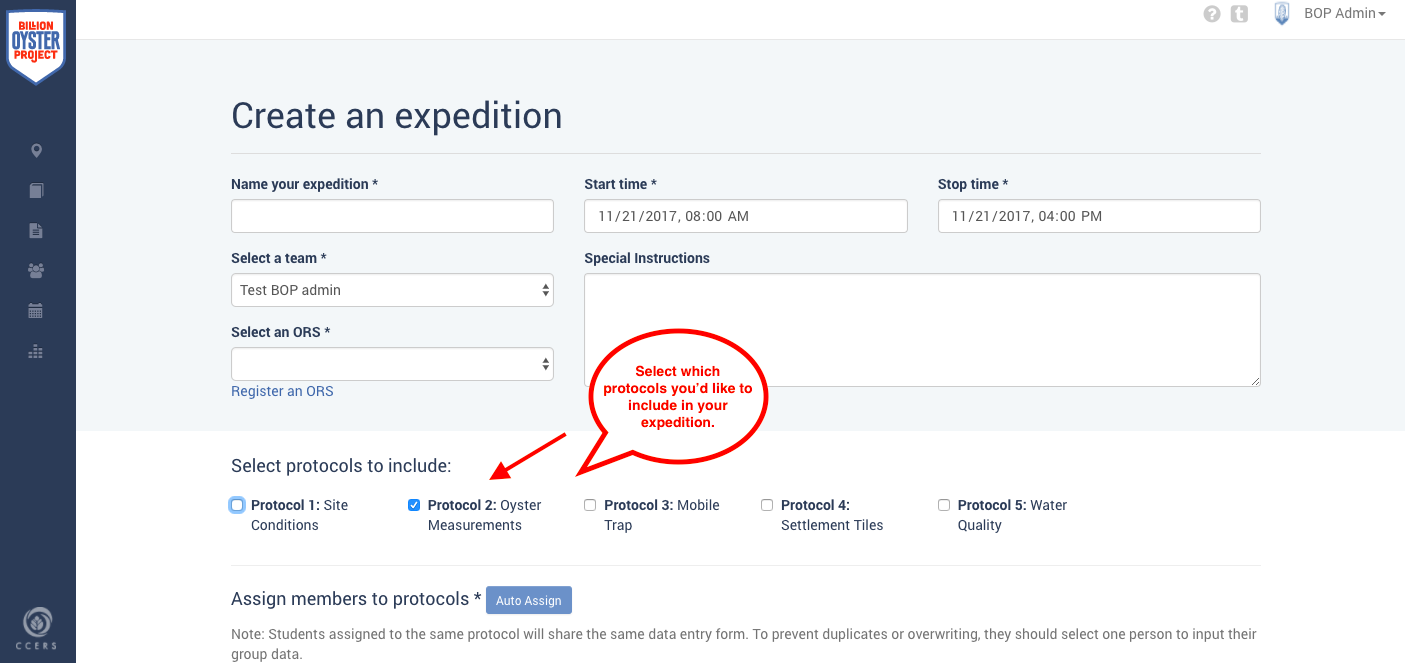 BILLION
OYSTER
PROJECT
? t BOP Admin
Create an expedition
Name your expedition * Start time * Stop time *
11/21/2017, 08:00 AM 11/21/2017, 04:00 PM
Select a team * Special Instructions
Test BOP admin
Select an ORS *
Register an ORS
Select which
protocols you'd like to
include in your
expedition.
Select protocols to include:
Protocol 1: Site
Conditions
Protocol 2: Oyster
Measurements
Protocol 3: Mobile
Trap
Protocol 4:
Settlement Tiles
Protocol 5: Water
Quality
Assign members to protocols * Auto Assign
Note: Students assigned to the same protocol will share the same data entry form. To prevent duplicates or overwriting, they should select one person to input their
group data.
CCERS